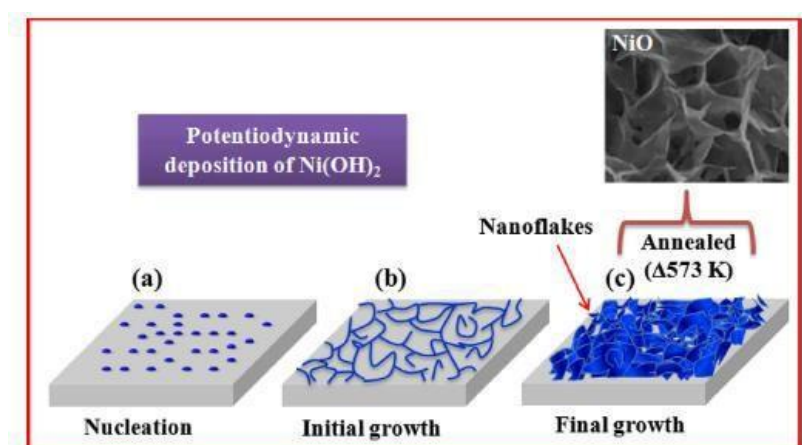 NiO
Potentiodynamic
deposition of Ni(OH)₂
Nanoflakes
Annealed
(Δ573 K)
(a)
(b)
(c)
Nucleation
Initial growth
Final growth